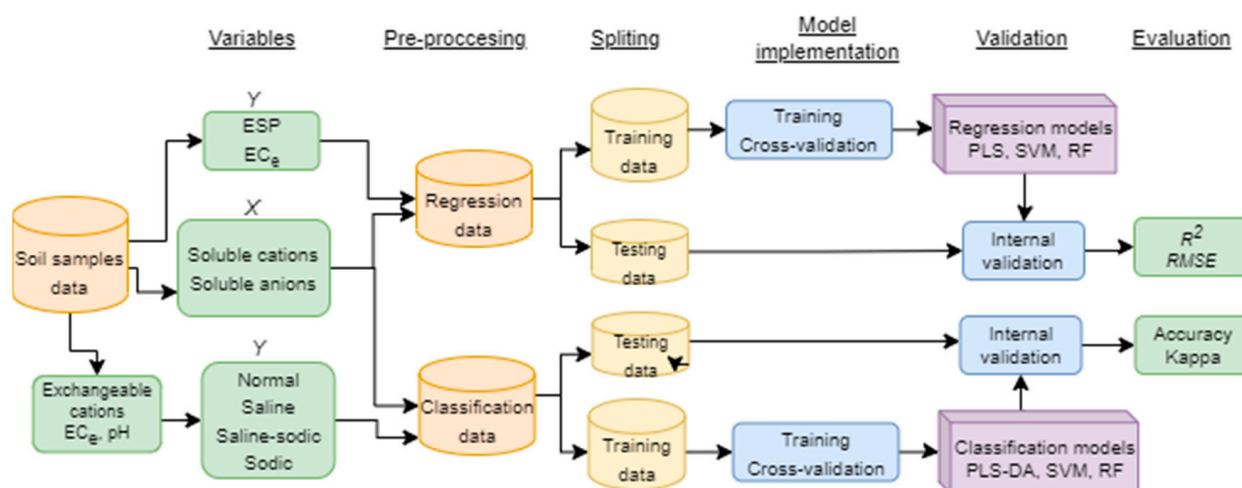 Variables
Pre-proccesing
Spliting
Model
implementation
Validation
Evaluation
Y
ESP
ECe
X
Soluble cations
Soluble anions
Soil samples
data
Exchangeable
cations
ECe, pH
Y
Normal
Saline
Saline-sodic
Sodic
Regression
data
Classification
data
Training
data
Testing
data
Testing
data
Training
data
Training
Cross-validation
Training
Cross-validation
Regression models
PLS, SVM, RF
Internal
validation
Internal
validation
Classification models
PLS-DA, SVM, RF
R²
RMSE
Accuracy
Kappa